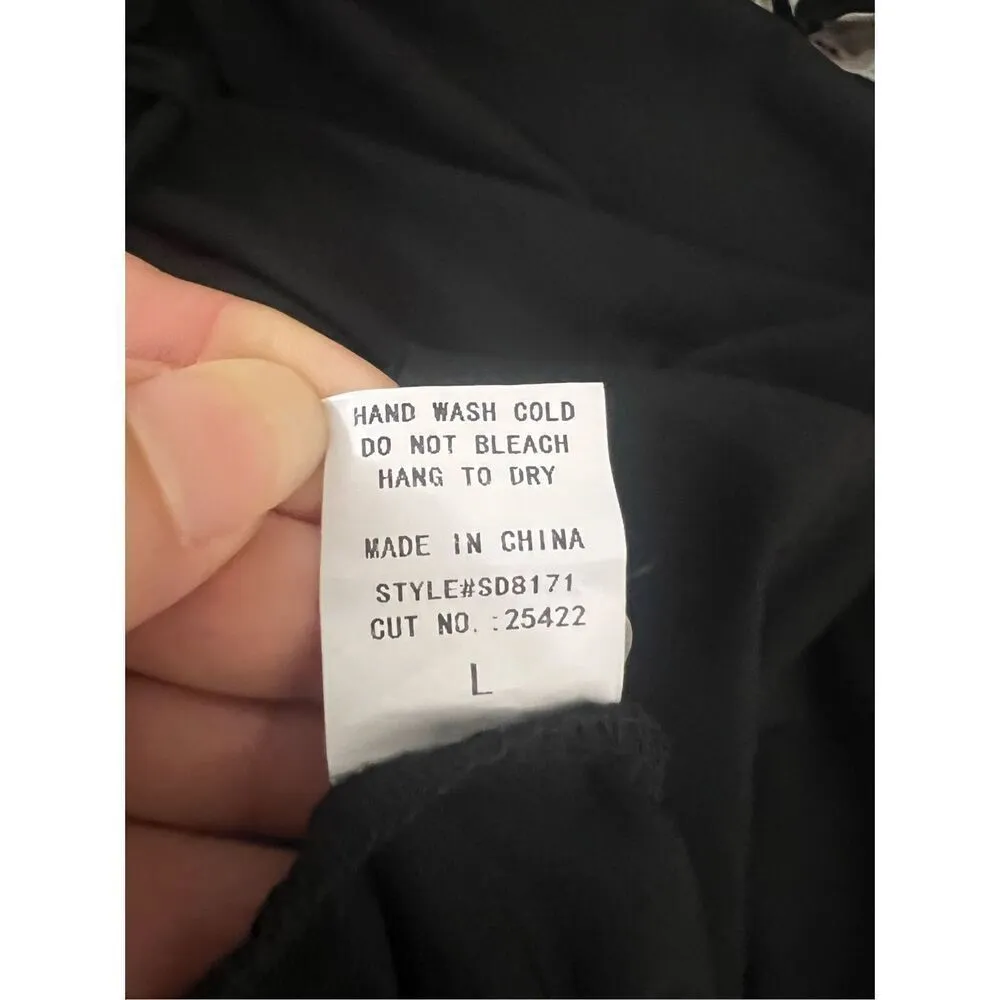 HAND WASH COLD
DO NOT BLEACH
HANG TO DRY
MADE IN CHINA
STYLE#SD8171
CUT NO. :25422
L